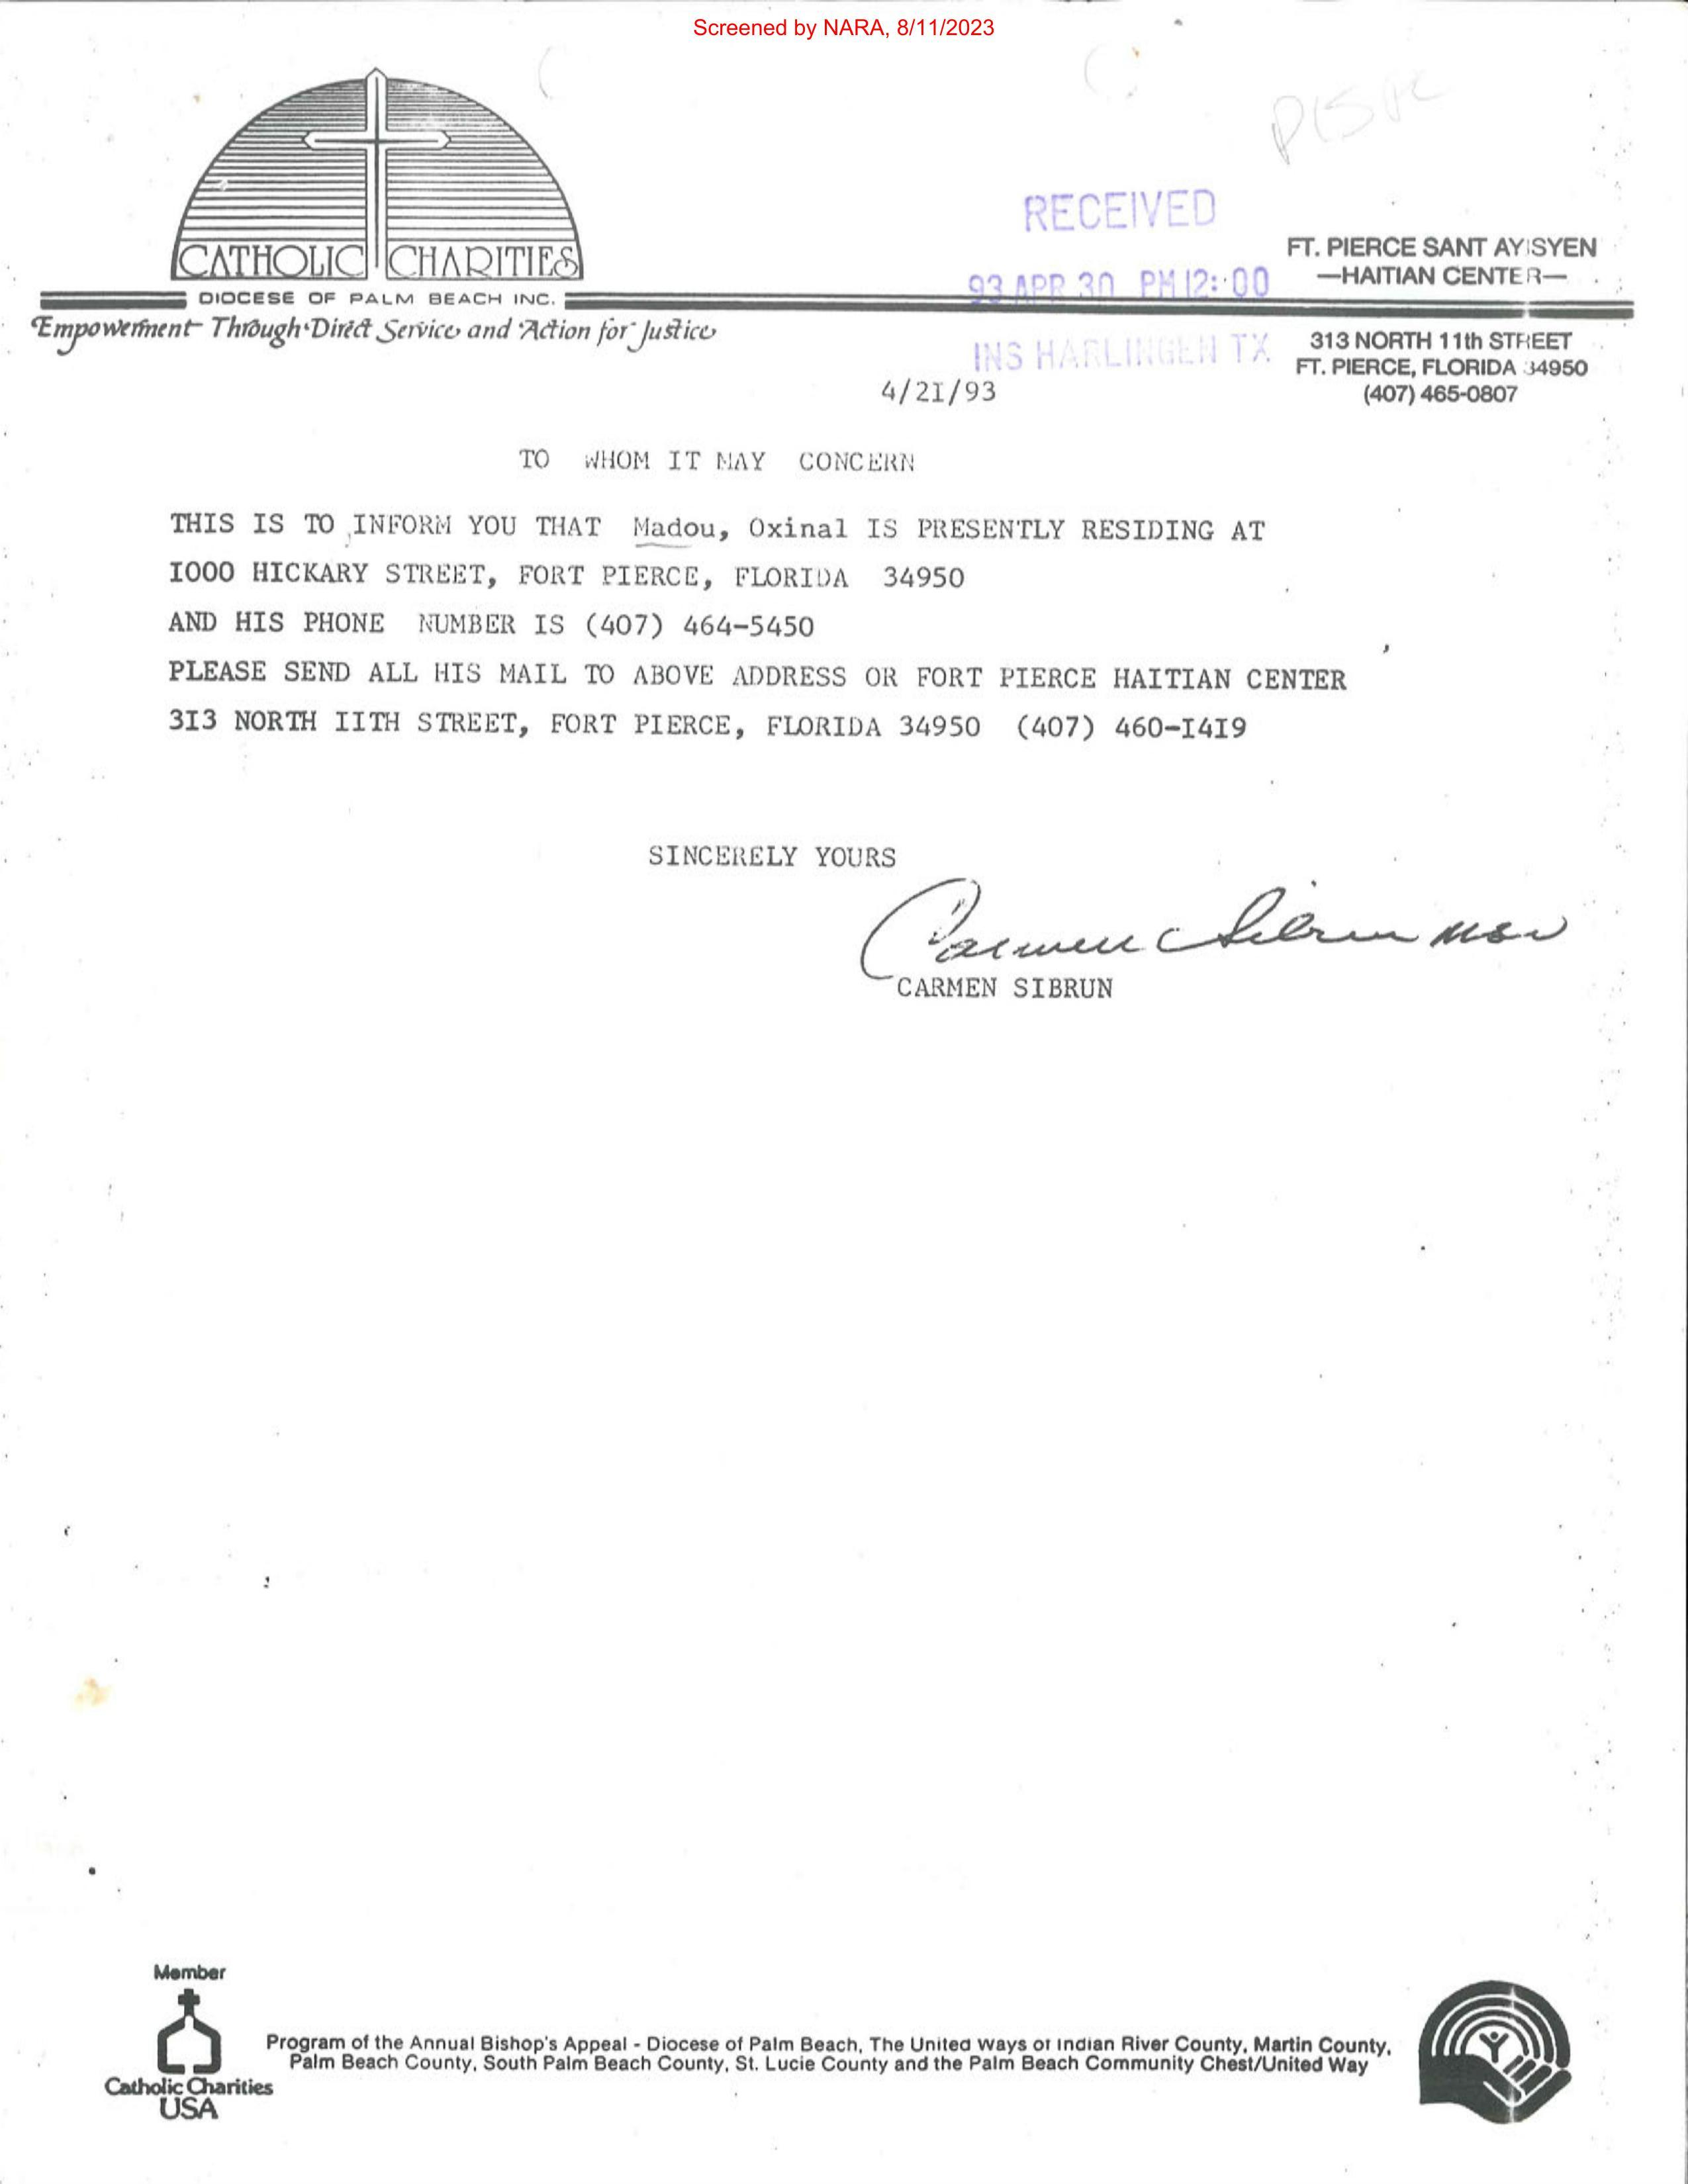 Screened by NARA, 8/11/2023
RECEIVED
93 APR 30 PM 12:00
INS HARLINGEN TX
CATHOLIC CHARITIES
DIOCESE OF PALM BEACH INC.
Empowerment Through Direct Service and Action for Justice
FT. PIERCE SANT AYISYEN
—HAITIAN CENTER—
313 NORTH 11th STREET
FT. PIERCE, FLORIDA 34950
(407) 465-0807
4/2I/93
TO WHOM IT MAY CONCERN
THIS IS TO INFORM YOU THAT Madou, Oxinal IS PRESENTLY RESIDING AT
I000 HICKARY STREET, FORT PIERCE, FLORIDA 34950
AND HIS PHONE NUMBER IS (407) 464-5450
PLEASE SEND ALL HIS MAIL TO ABOVE ADDRESS OR FORT PIERCE HAITIAN CENTER
3I3 NORTH IITH STREET, FORT PIERCE, FLORIDA 34950 (407) 460-I4I9
SINCERELY YOURS
Carmen Sibrun MSW
CARMEN SIBRUN
Member
Catholic Charities
USA
Program of the Annual Bishop's Appeal - Diocese of Palm Beach, The United Ways of Indian River County, Martin County,
Palm Beach County, South Palm Beach County, St. Lucie County and the Palm Beach Community Chest/United Way